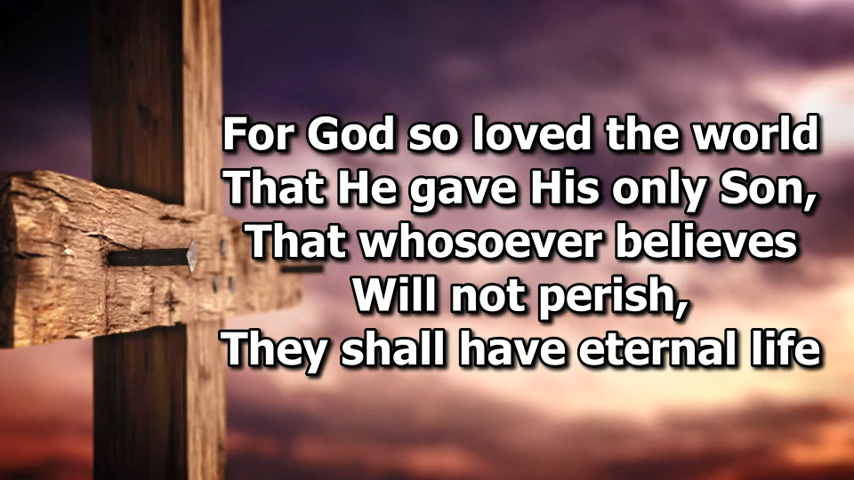 For God so loved the world
That He gave His only Son,
That whosoever believes
Will not perish,
They shall have eternal life